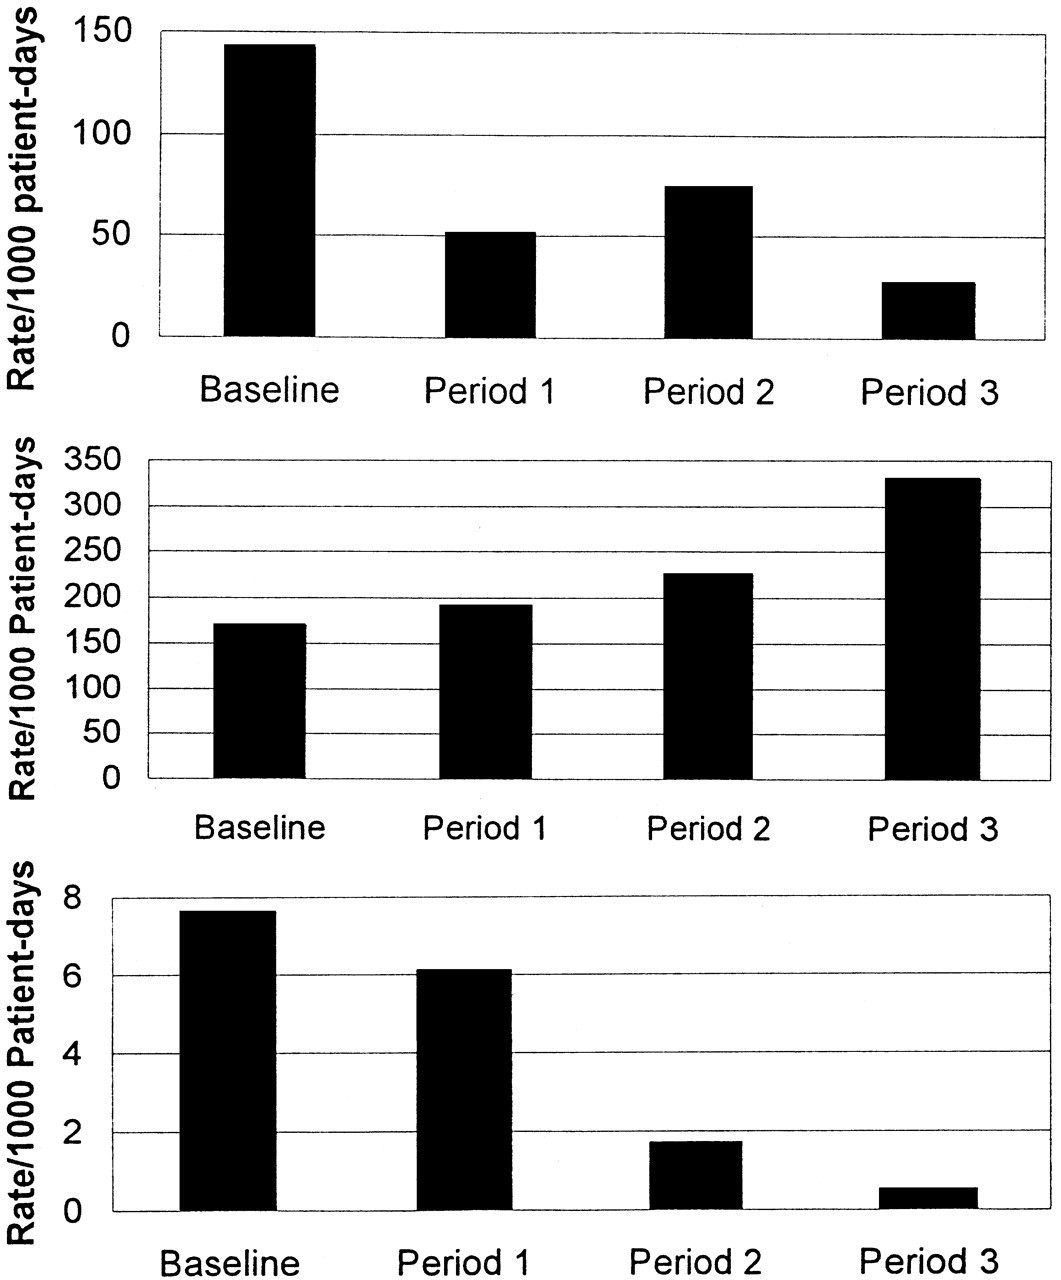 Rate/1000 patient-days
150
100
50
0
Baseline Period 1 Period 2 Period 3
Rate/1000 Patient-days
350
300
250
200
150
100
50
0
Baseline Period 1 Period 2 Period 3
Rate/1000 Patient-days
8
6
4
2
0
Baseline Period 1 Period 2 Period 3